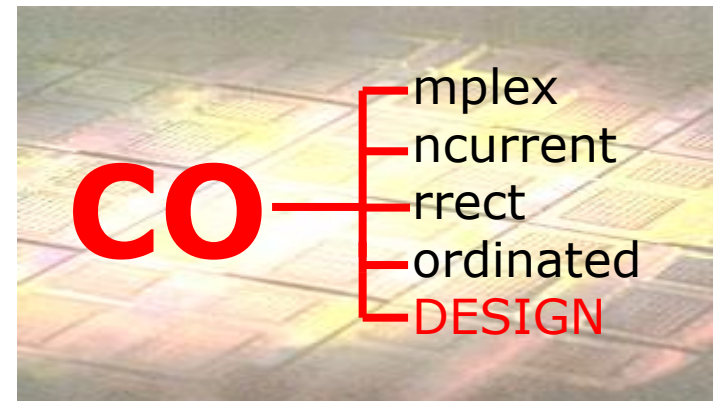 CO
mplex
ncurrent
rrect
ordinated
DESIGN